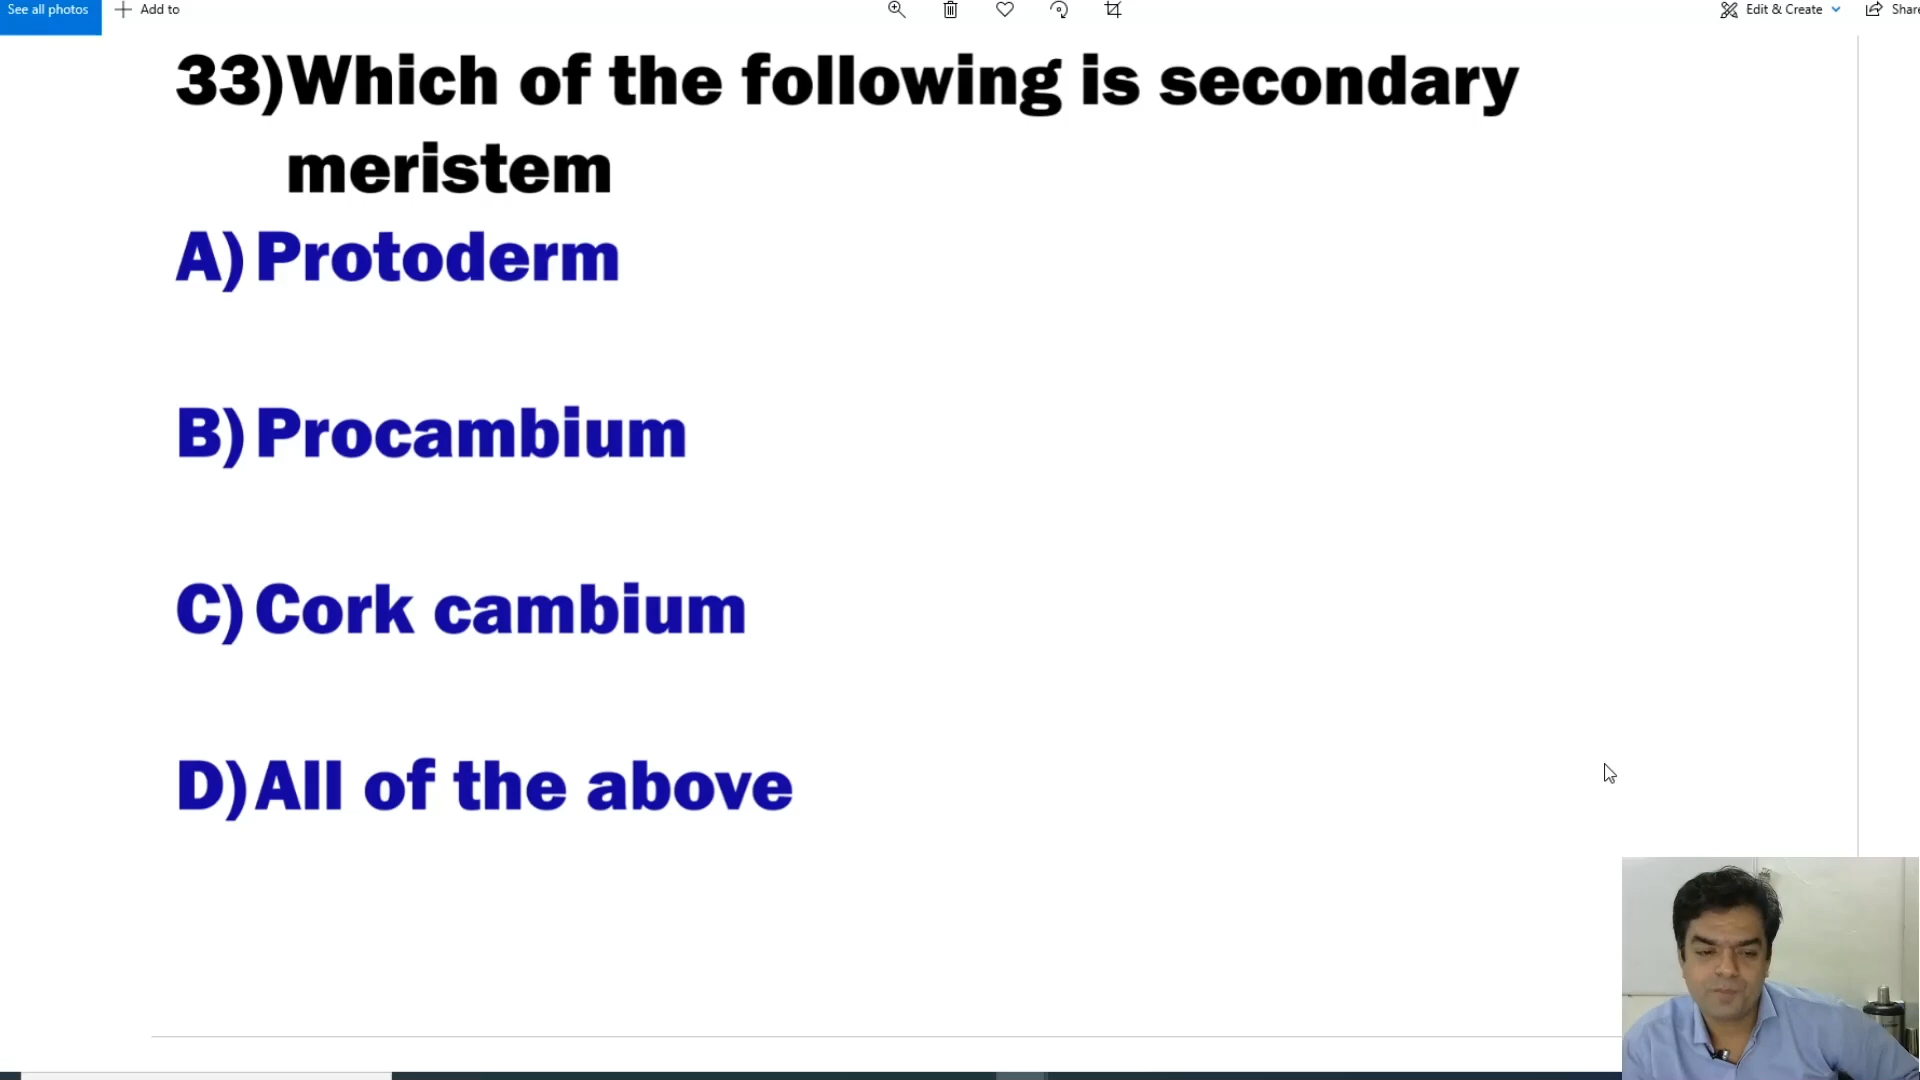 See all photos
Add to
Edit & Create
Share
33)Which of the following is secondary
meristem
A) Protoderm
B) Procambium
C) Cork cambium
D) All of the above